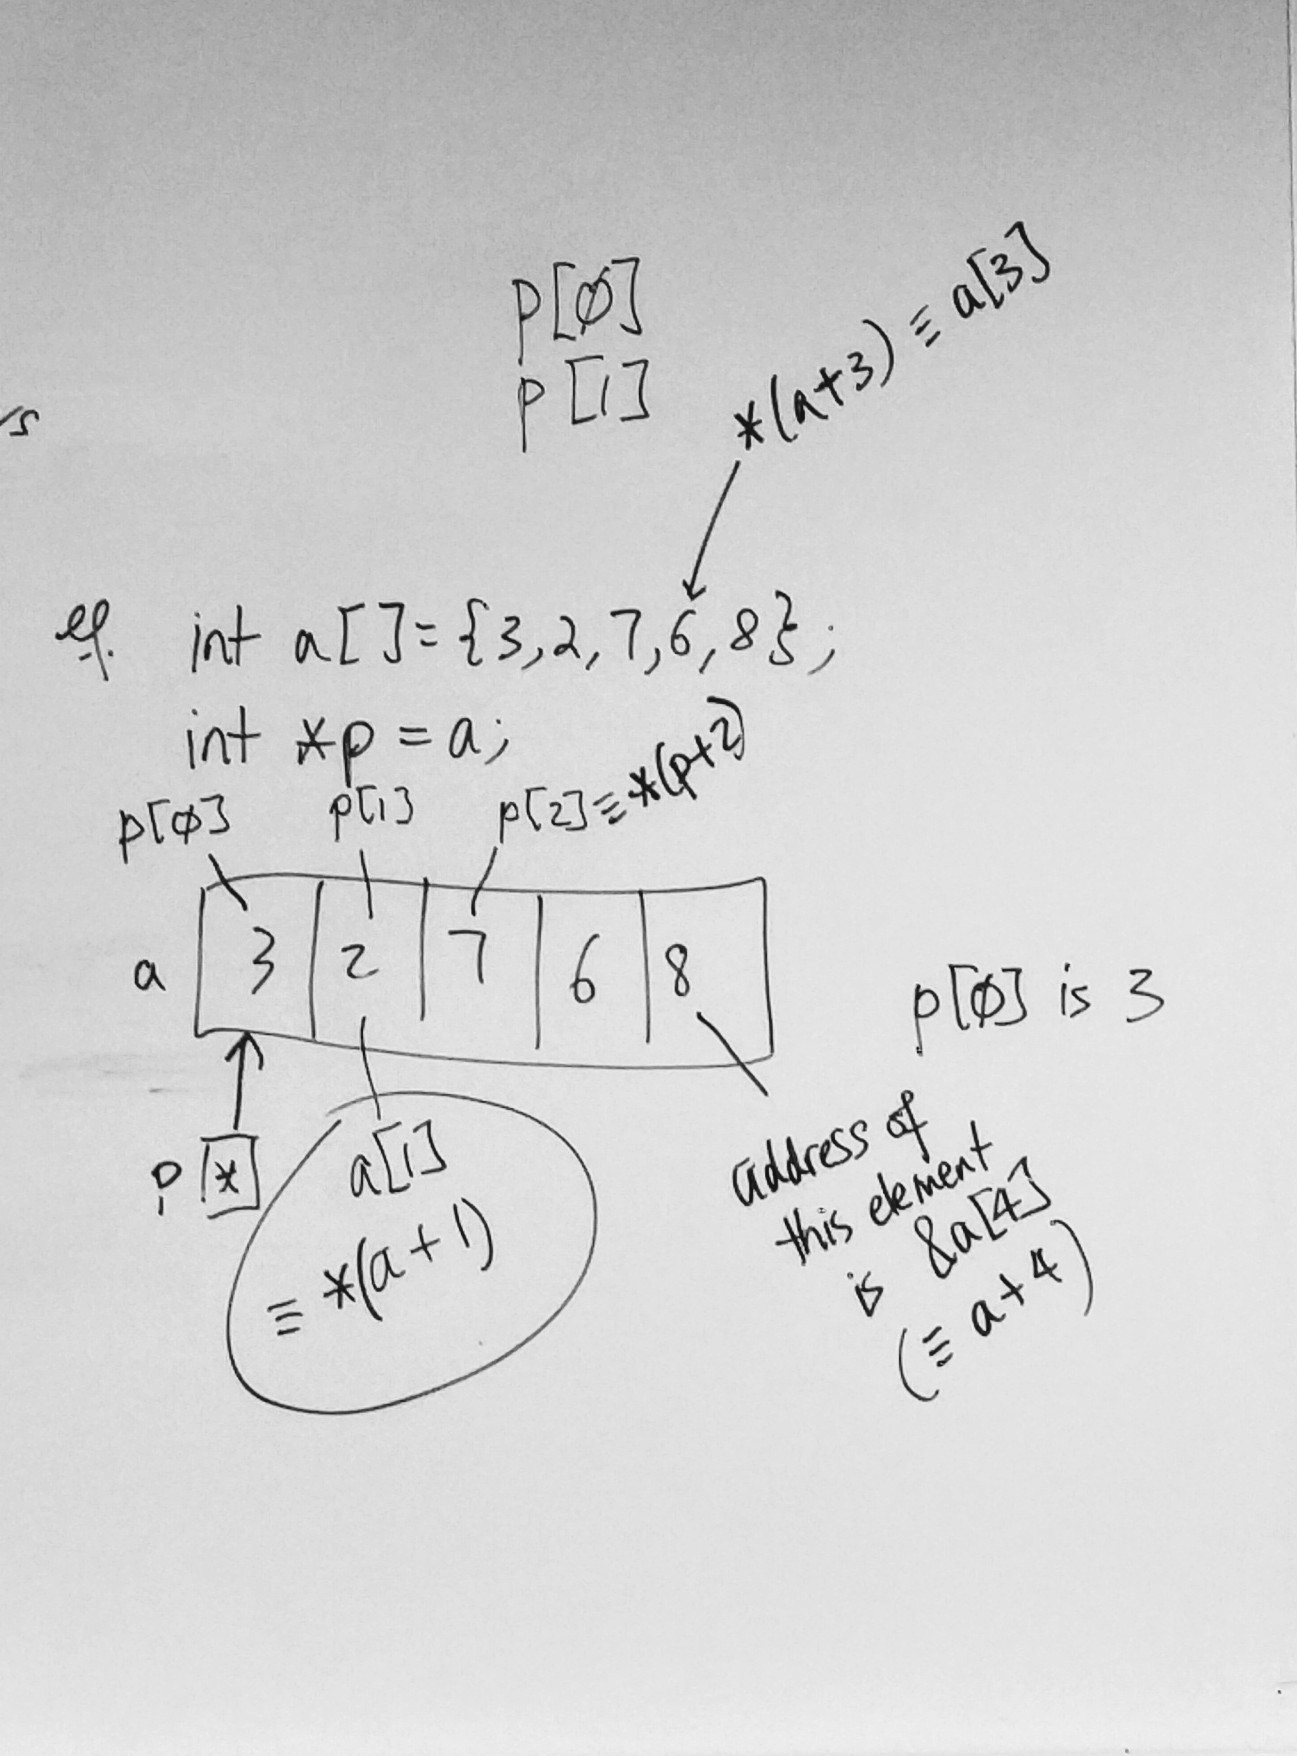 p[∅]
p[1]
*(a+3) ≡ a[3]
rs
eg. int a[]={3,2,7,6,8};
int *p = a;
p[∅] p[1] p[2]≡*(p+2)
a 3 2 7 6 8
p[∅] is 3
p *
a[1]
≡ *(a+1)
address of
this element
is &a[4]
(≡ a+4)